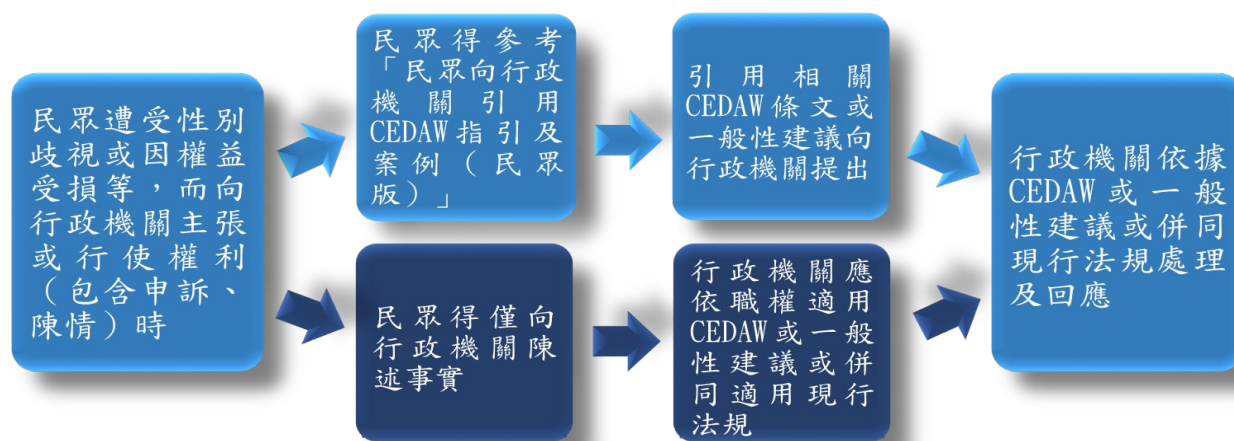 民眾遭受性別
歧視或因權益
受損等，而向
行政機關主張
或行使權利
（包含申訴、
陳情）時
民眾得參考
「民眾向行政
機關引用
CEDAW指引及
案例（民眾
版）」
引用相關
CEDAW條文或
一般性建議向
行政機關提出
民眾得僅向
行政機關陳
述事實
行政機關應
依職權適用
CEDAW或一般
性建議或併
同適用現行
法規
行政機關依據
CEDAW或一般
性建議或併同
現行法規處理
及回應